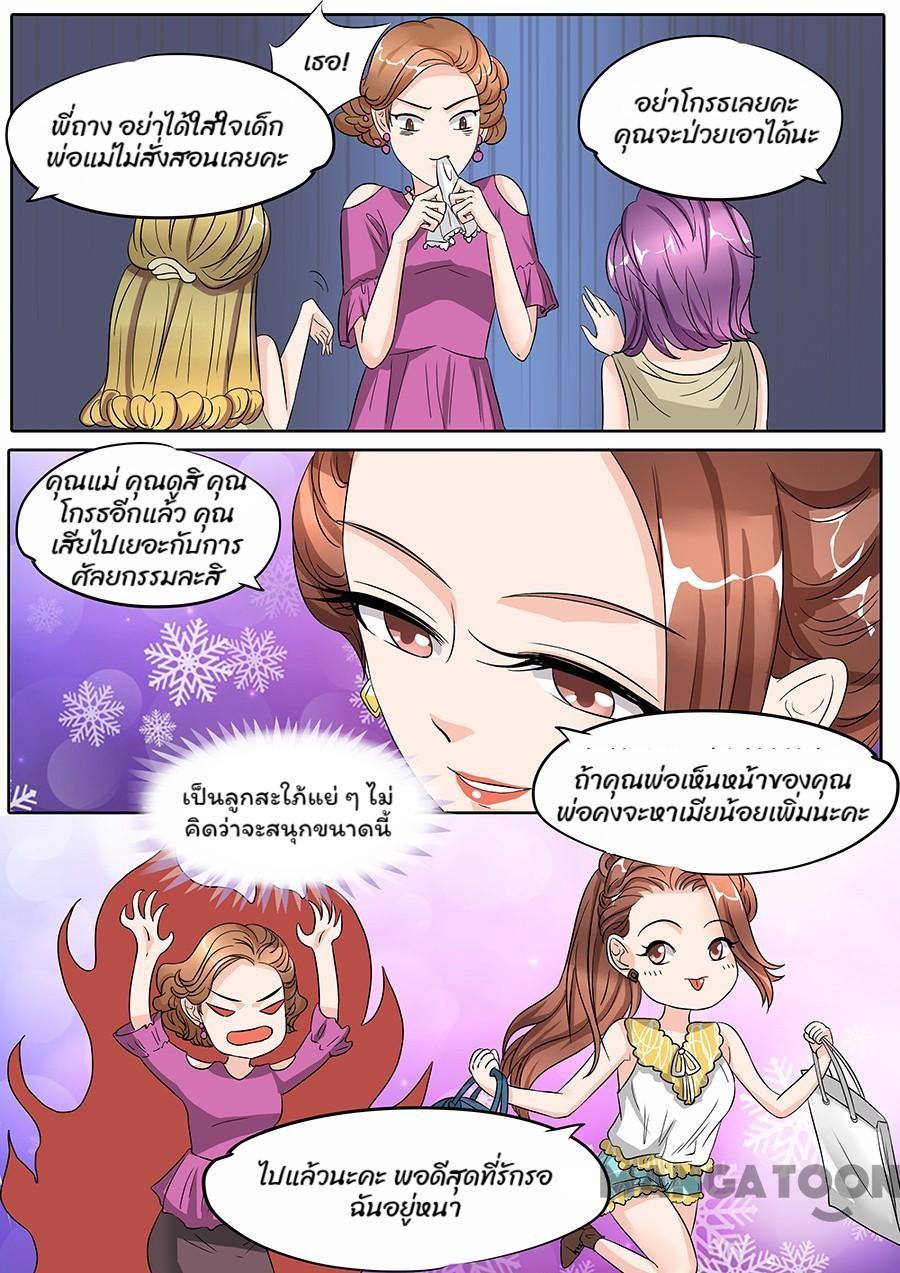 เธอ!
พี่ถาง อย่าได้ใส่ใจเด็ก
พ่อแม่ไม่สั่งสอนเลยคะ
อย่าโกรธเลยคะ
คุณจะป่วยเอาได้นะ
คุณแม่ คุณดูสิ คุณ
โกรธอีกแล้ว คุณ
เสียไปเยอะกับการ
ศัลยกรรมละสิ
ถ้าคุณพ่อเห็นหน้าของคุณ
พ่อคงจะหาเมียน้อยเพิ่มนะคะ
เป็นลูกสะใภ้แย่ ๆ ไม่
คิดว่าจะสนุกขนาดนี้
ไปแล้วนะคะ พอดีสุดที่รักรอ
ฉันอยู่หนา
MANGATOON